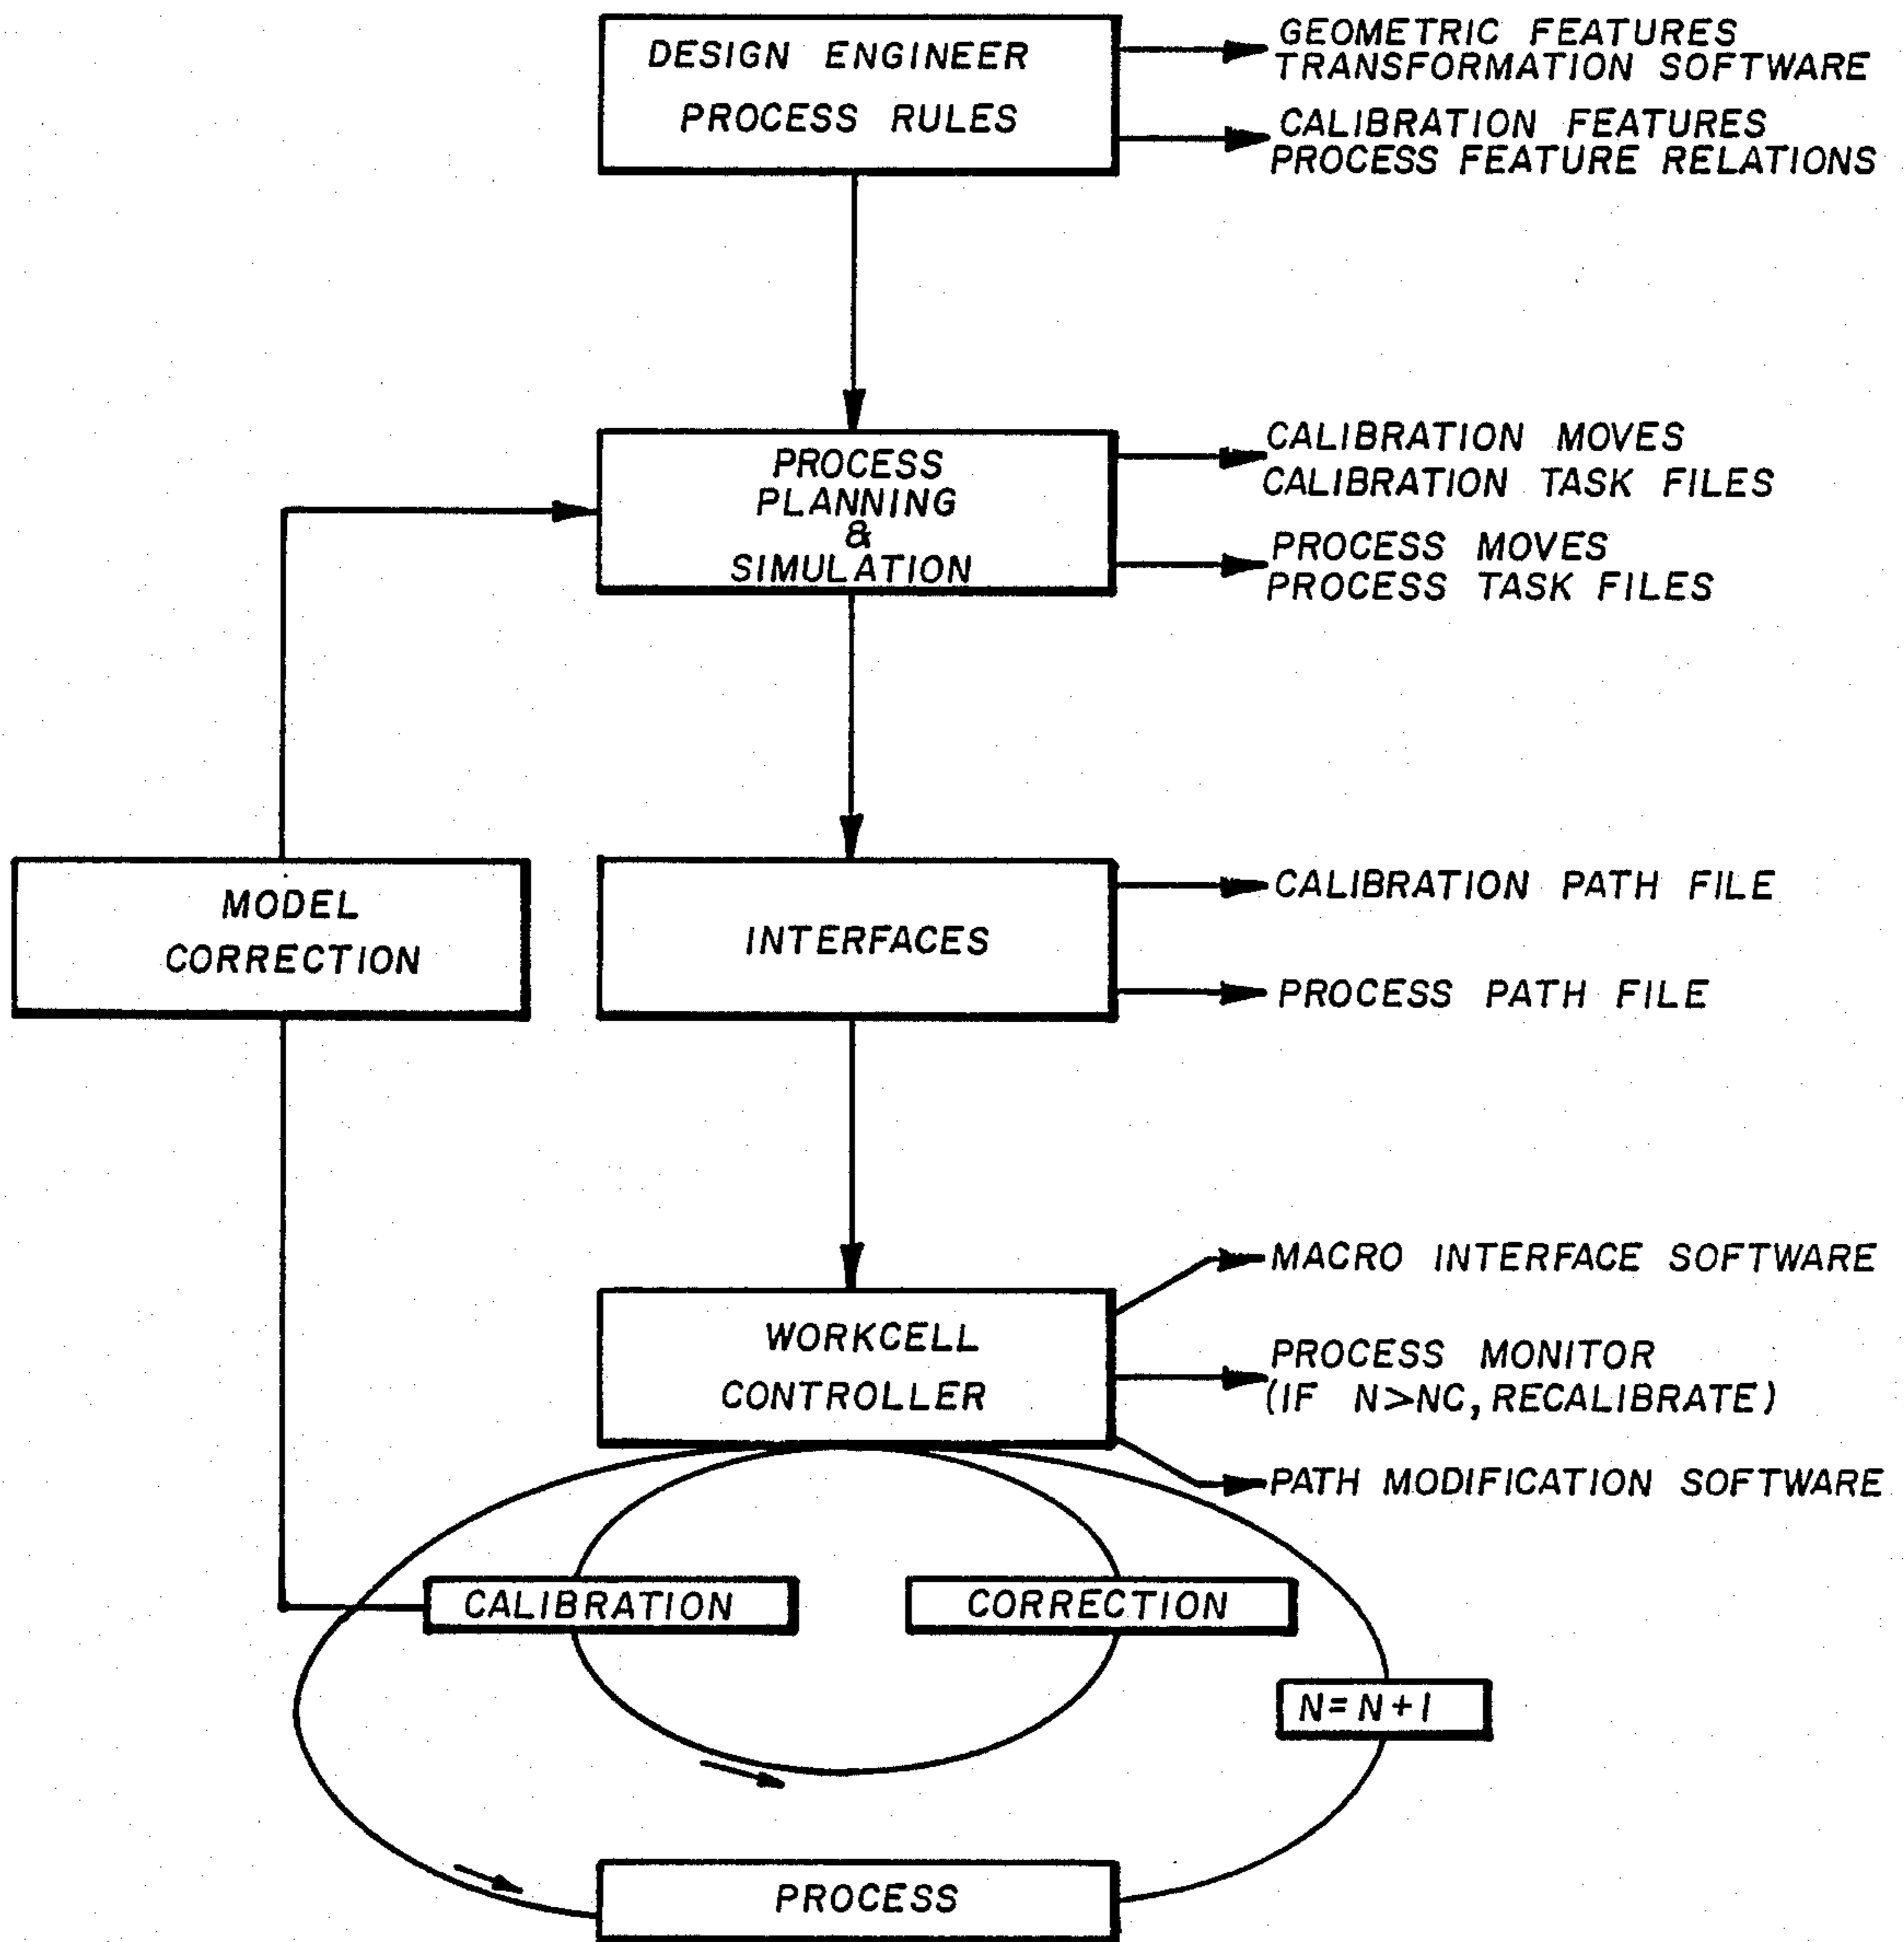 DESIGN ENGINEER
PROCESS RULES
GEOMETRIC FEATURES
TRANSFORMATION SOFTWARE
CALIBRATION FEATURES
PROCESS FEATURE RELATIONS
PROCESS
PLANNING
&
SIMULATION
CALIBRATION MOVES
CALIBRATION TASK FILES
PROCESS MOVES
PROCESS TASK FILES
MODEL
CORRECTION
INTERFACES
CALIBRATION PATH FILE
PROCESS PATH FILE
WORKCELL
CONTROLLER
MACRO INTERFACE SOFTWARE
PROCESS MONITOR
(IF N>NC, RECALIBRATE)
PATH MODIFICATION SOFTWARE
CALIBRATION
CORRECTION
N=N+1
PROCESS